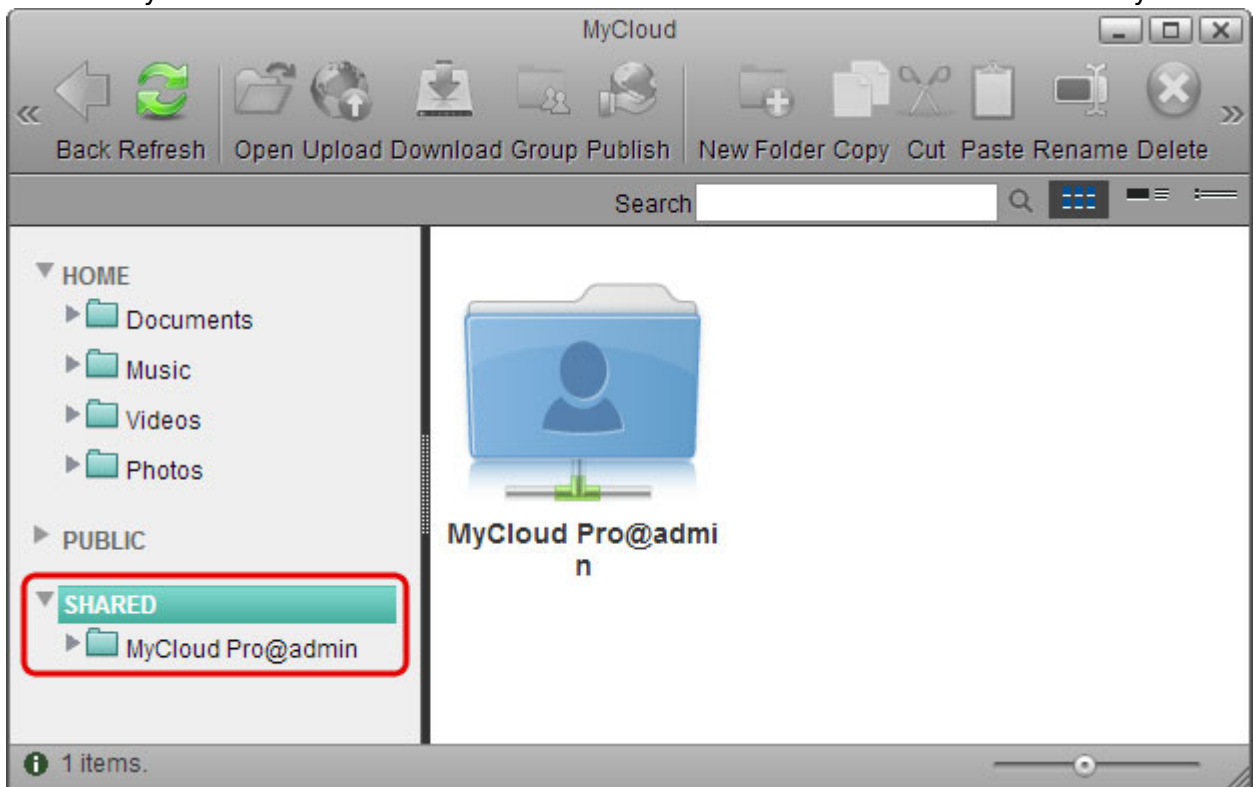 MyCloud
Back Refresh Open Upload Download Group Publish New Folder Copy Cut Paste Rename Delete
Search
HOME
Documents
Music
Videos
Photos
PUBLIC
SHARED
MyCloud Pro@admin
MyCloud Pro@admi
n
1 items.